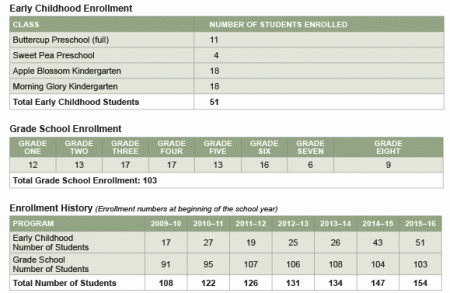 Early Childhood Enrollment
CLASS NUMBER OF STUDENTS ENROLLED
Buttercup Preschool (full) 11
Sweet Pea Preschool 4
Apple Blossom Kindergarten 18
Morning Glory Kindergarten 18
Total Early Childhood Students 51
Grade School Enrollment
GRADE ONE GRADE TWO GRADE THREE GRADE FOUR GRADE FIVE GRADE SIX GRADE SEVEN GRADE EIGHT
12 13 17 17 13 16 6 9
Total Grade School Enrollment: 103
Enrollment History (Enrollment numbers at beginning of the school year)
PROGRAM 2009–10 2010–11 2011–12 2012–13 2013–14 2014–15 2015–16
Early Childhood
Number of Students 17 27 19 25 26 43 51
Grade School
Number of Students 91 95 107 106 108 104 103
Total Number of Students 108 122 126 131 134 147 154